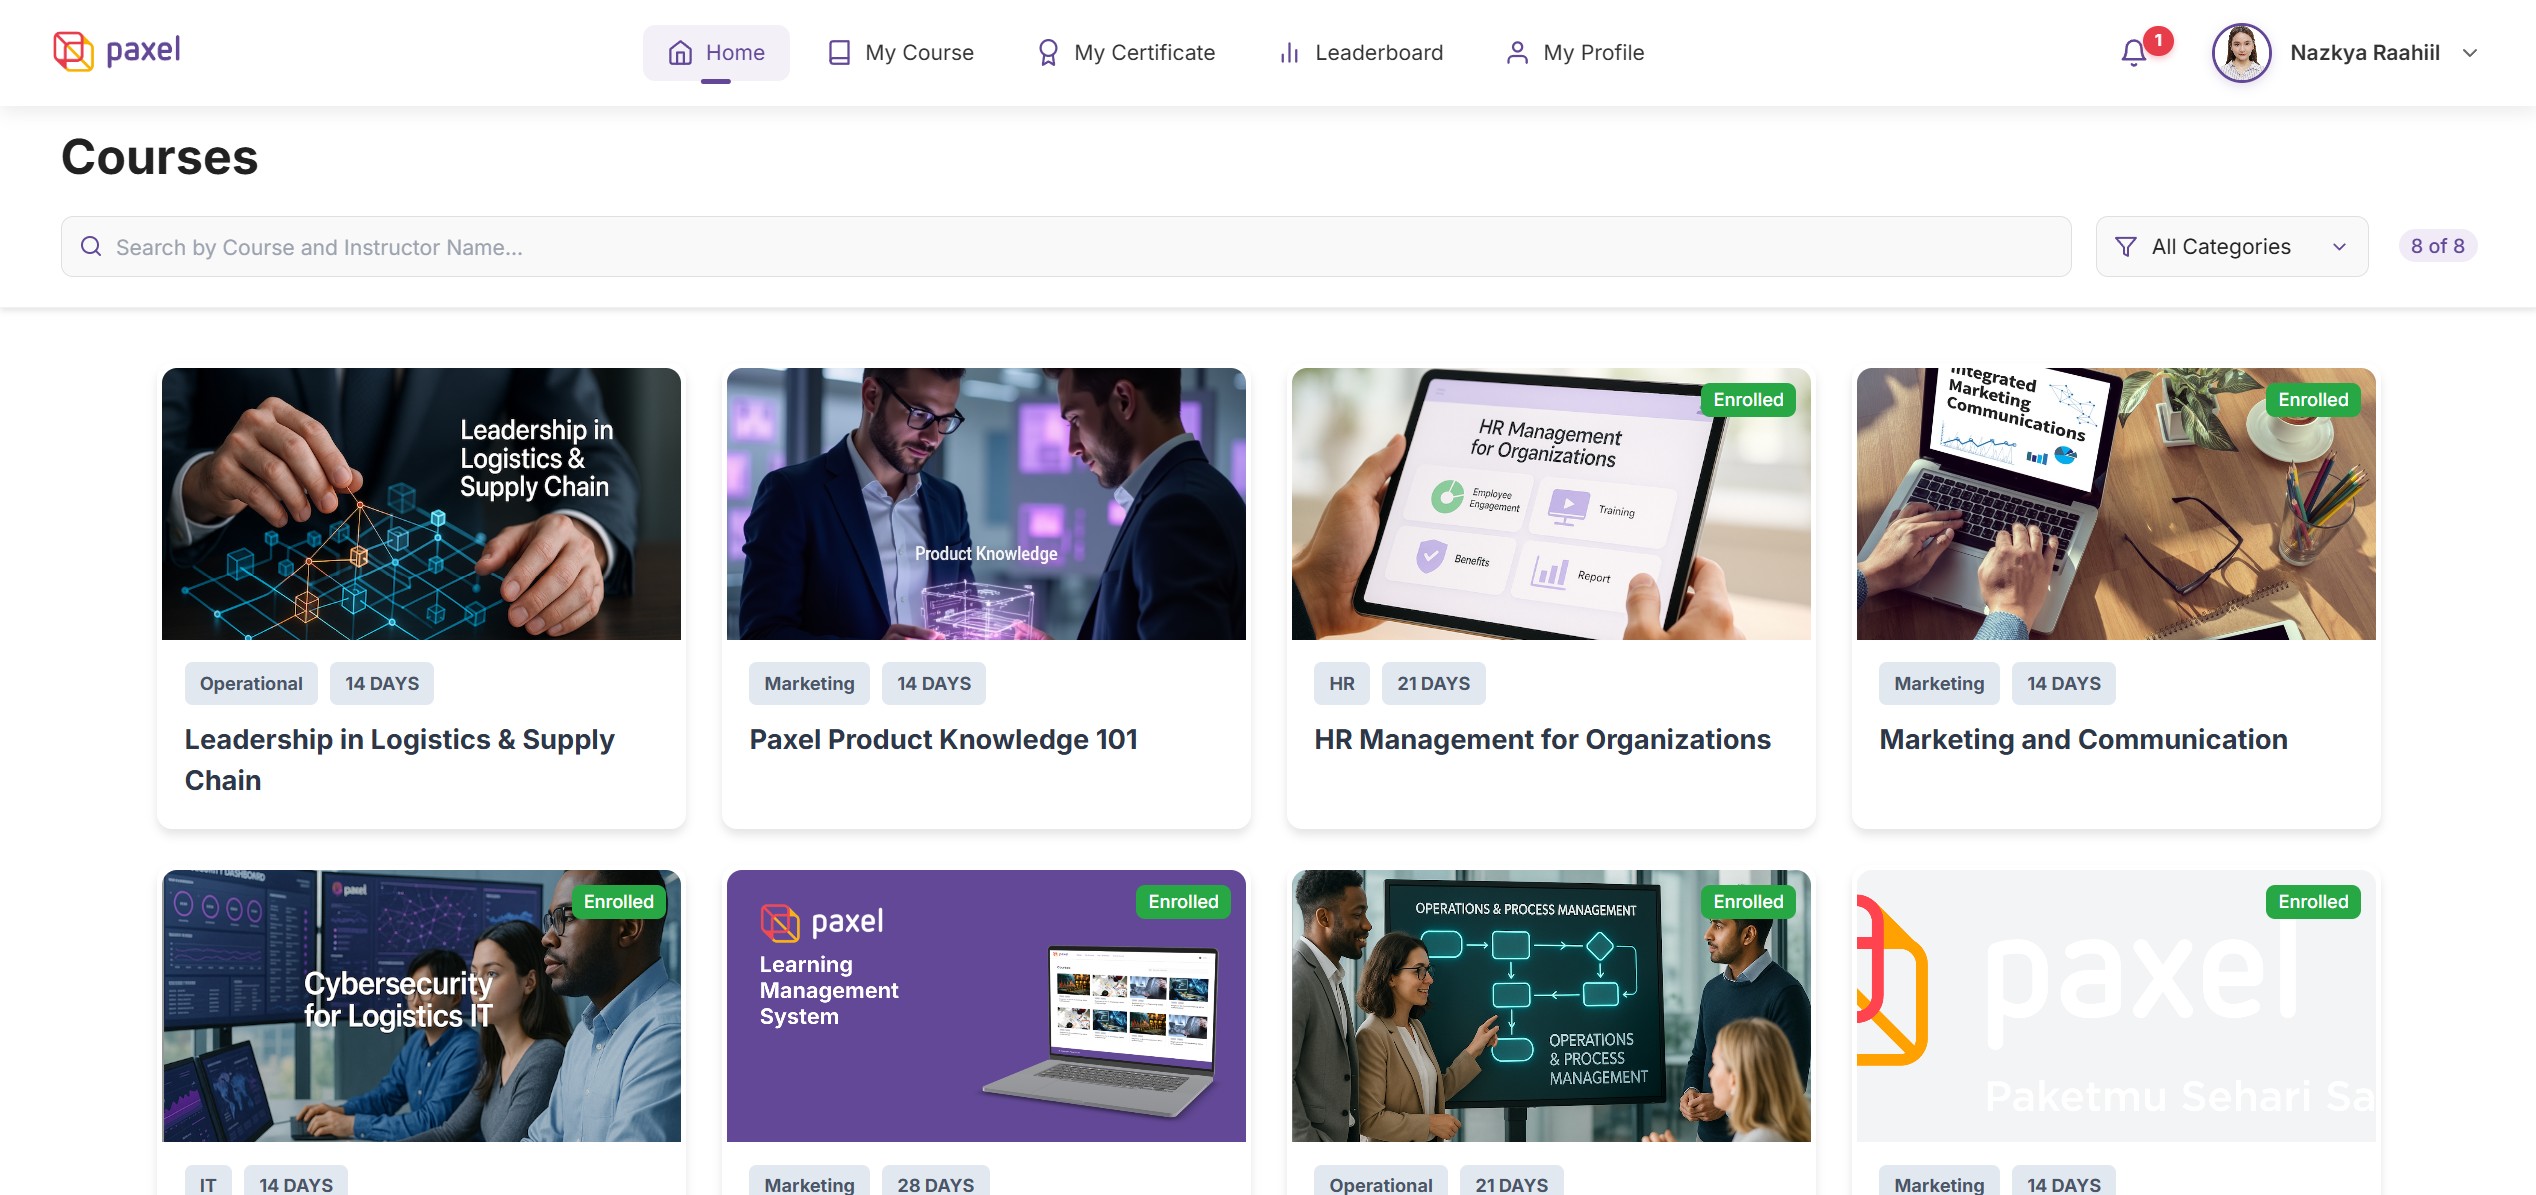 paxel
Home
My Course
My Certificate
Leaderboard
My Profile
1
Nazkya Raahiil
Courses
Search by Course and Instructor Name...
All Categories
8 of 8
Leadership in
Logistics &
Supply Chain
Operational
14 DAYS
Leadership in Logistics & Supply
Chain
Product Knowledge
Marketing
14 DAYS
Paxel Product Knowledge 101
Enrolled
HR Management
for Organizations
Employee
Engagement
Training
Benefits
Report
HR
21 DAYS
HR Management for Organizations
Enrolled
Integrated
Marketing
Communications
Marketing
14 DAYS
Marketing and Communication
Enrolled
DASHBOARD
paxel
Cybersecurity
for Logistics IT
IT
14 DAYS
Enrolled
paxel
Learning
Management
System
Marketing
28 DAYS
Enrolled
OPERATIONS & PROCESS MANAGEMENT
OPERATIONS
& PROCESS
MANAGEMENT
Operational
21 DAYS
Enrolled
paxel
Paketmu Sehari Sa
Marketing
14 DAYS